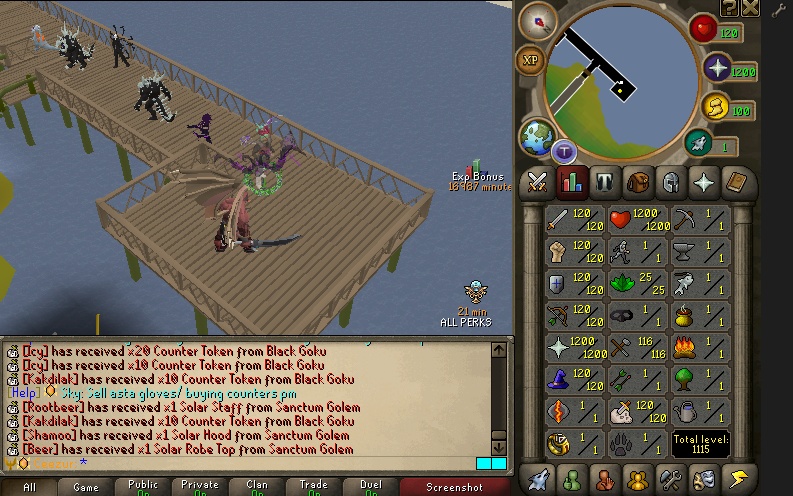 ?
120
XP
1200
100
T
1
Exp Bonus
16987 minute
21 min
ALL PERKS
T
120/120 1200/1200 1/1
120/120 1/1 1/1
120/120 25/25 1/1
120/120 1/1 1/1
1200/1200 116/116 1/1
120/120 1/1 1/1
1/1 120/120 1/1
1/1 1/1 Total level: 1115
[Icy] has received x20 Counter Token from Black Goku
[Icy] has received x10 Counter Token from Black Goku
[Kakdilak] has received x10 Counter Token from Black Goku
[Help] Sky: Sell asta gloves/ buying counters pm
[Rootbeer] has received x1 Solar Staff from Sanctum Golem
[Kakdilak] has received x10 Counter Token from Black Goku
[Shamoo] has received x1 Solar Hood from Sanctum Golem
[Beer] has received x1 Solar Robe Top from Sanctum Golem
*
All Game Public Private Clan Trade Duel Screenshot
On On On On On